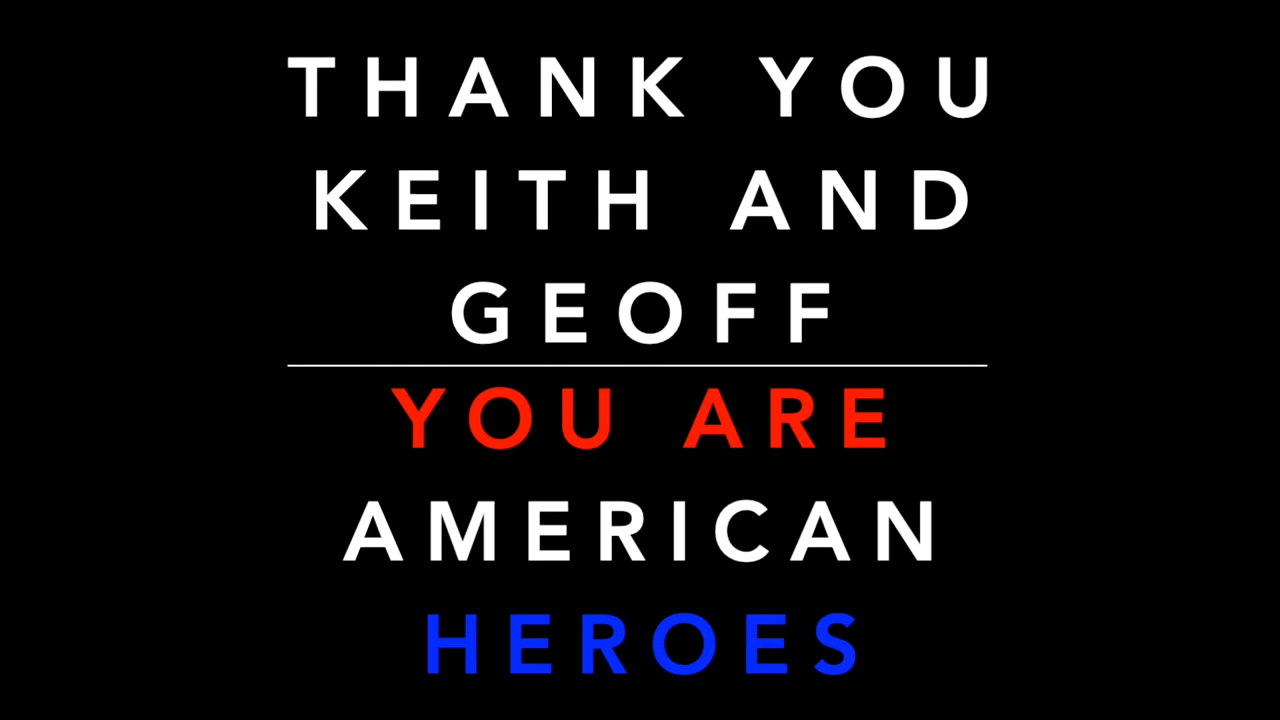 THANK YOU
KEITH AND
GEOFF
YOU ARE
AMERICAN
HEROES